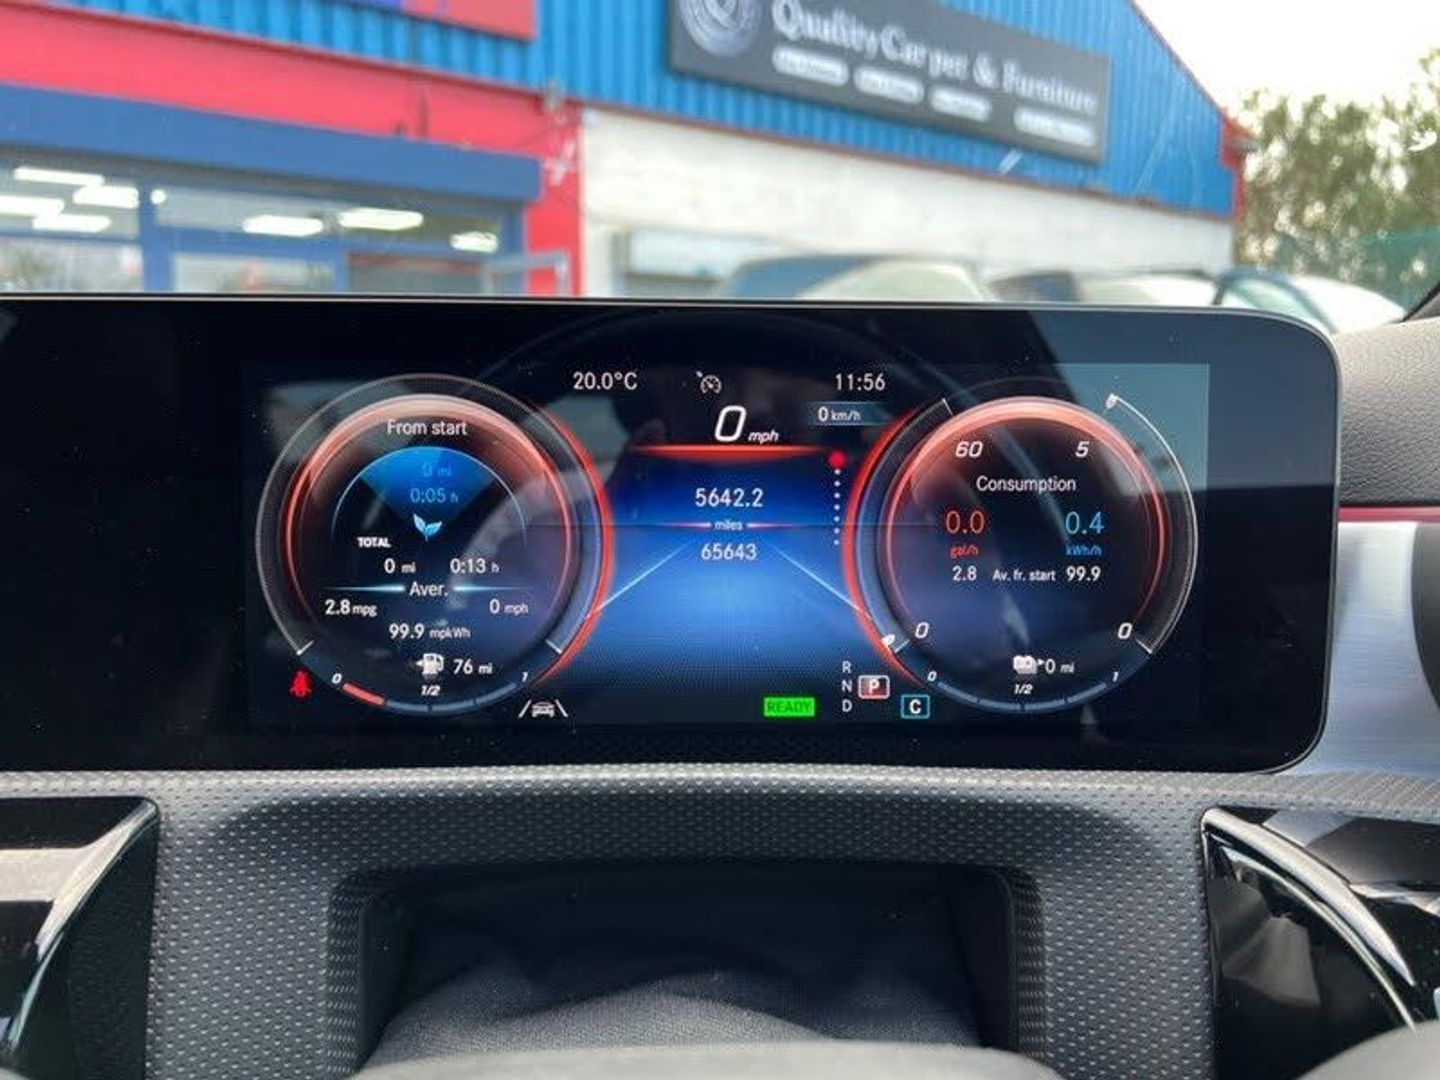 Quality Carpet & Furniture
20.0°C
11:56
0 mph
0 km/h
From start
0 mi
0:05 h
TOTAL
0 mi 0:13 h
Aver.
2.8 mpg 0 mph
99.9 mpkWh
76 mi
0 1/2 1
5642.2
miles
65643
READY
R
N P
D
C
60 5
Consumption
0.0 0.4
gal/h kWh/h
2.8 Av. fr. start 99.9
0 0
0 mi
0 1/2 1